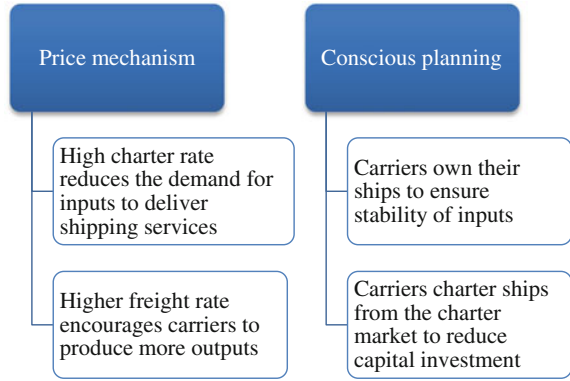 Price mechanism
High charter rate
reduces the demand for
inputs to deliver
shipping services
Higher freight rate
encourages carriers to
produce more outputs
Conscious planning
Carriers own their
ships to ensure
stability of inputs
Carriers charter ships
from the charter
market to reduce
capital investment